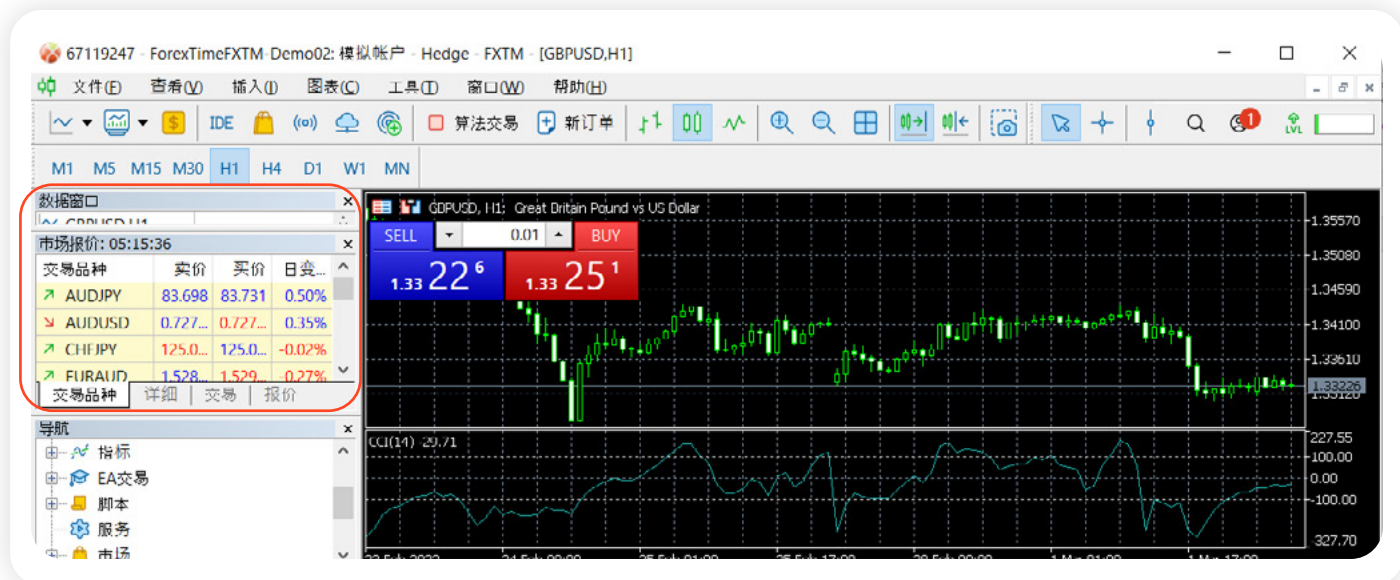 67119247 - ForexTimeFXTM-Demo02: 模拟帐户 - Hedge - FXTM - [GBPUSD,H1]
文件(F) 查看(V) 插入(I) 图表(C) 工具(T) 窗口(W) 帮助(H)
IDE 算法交易 新订单 1 LVL
M1 M5 M15 M30 H1 H4 D1 W1 MN
数据窗口
GBPUSD,H1
市场报价: 05:15:36
交易品种 卖价 买价 日变...
AUDJPY 83.698 83.731 0.50%
AUDUSD 0.727... 0.727... 0.35%
CHFJPY 125.0... 125.0... -0.02%
EURAUD 1.528... 1.529... -0.27%
交易品种 详细 交易 报价
导航
指标
EA交易
脚本
服务
市场
GBPUSD, H1: Great Britain Pound vs US Dollar
SELL 0.01 BUY
1.33 22 6 1.33 25 1
1.35570
1.35080
1.34590
1.34100
1.33610
1.33226
1.33120
CCI(14) -29.71
227.55
100.00
0.00
-100.00
327.70